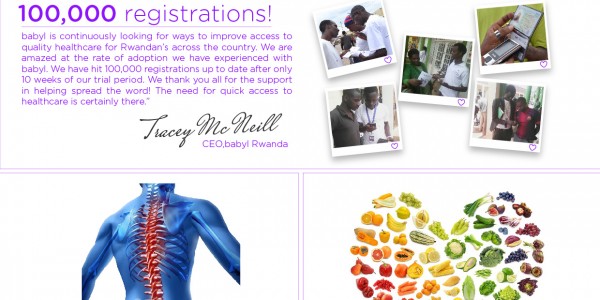 100,000 registrations!
babyl is continuously looking for ways to improve access to
quality healthcare for Rwandan's across the country. We are
amazed at the rate of adoption we have experienced with
babyl. We have hit 100,000 registrations up to date after only
10 weeks of our trial period. We thank you all for the support
in helping spread the word! The need for quick access to
healthcare is certainly there."
Tracey McNeill
CEO,babyl Rwanda